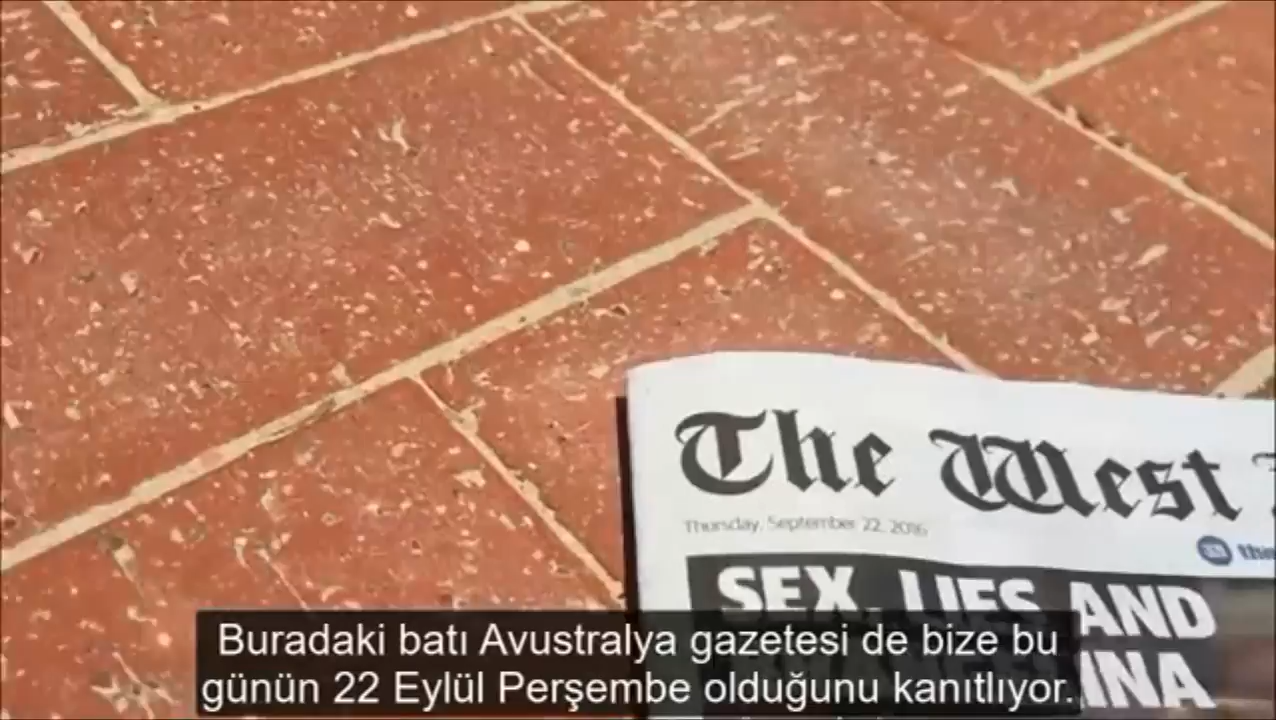 The West
Thursday, September 22, 2016
SEX, LIES AND
Buradaki batı Avustralya gazetesi de bize bu
günün 22 Eylül Perşembe olduğunu kanıtlıyor.